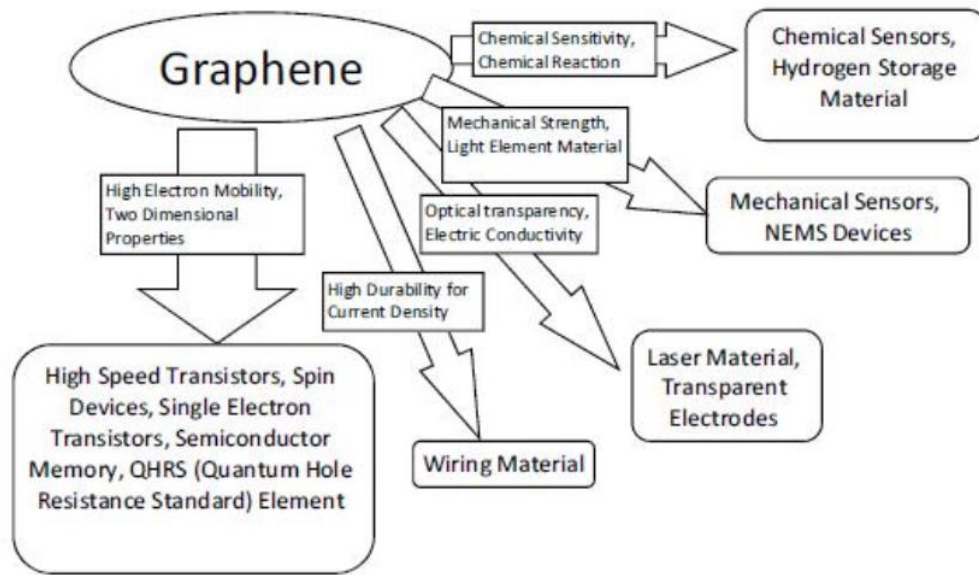 Graphene
Chemical Sensitivity,
Chemical Reaction
Chemical Sensors,
Hydrogen Storage
Material
Mechanical Strength,
Light Element Material
Mechanical Sensors,
NEMS Devices
High Electron Mobility,
Two Dimensional
Properties
Optical transparency,
Electric Conductivity
High Durability for
Current Density
Laser Material,
Transparent
Electrodes
High Speed Transistors, Spin
Devices, Single Electron
Transistors, Semiconductor
Memory, QHRS (Quantum Hole
Resistance Standard) Element
Wiring Material